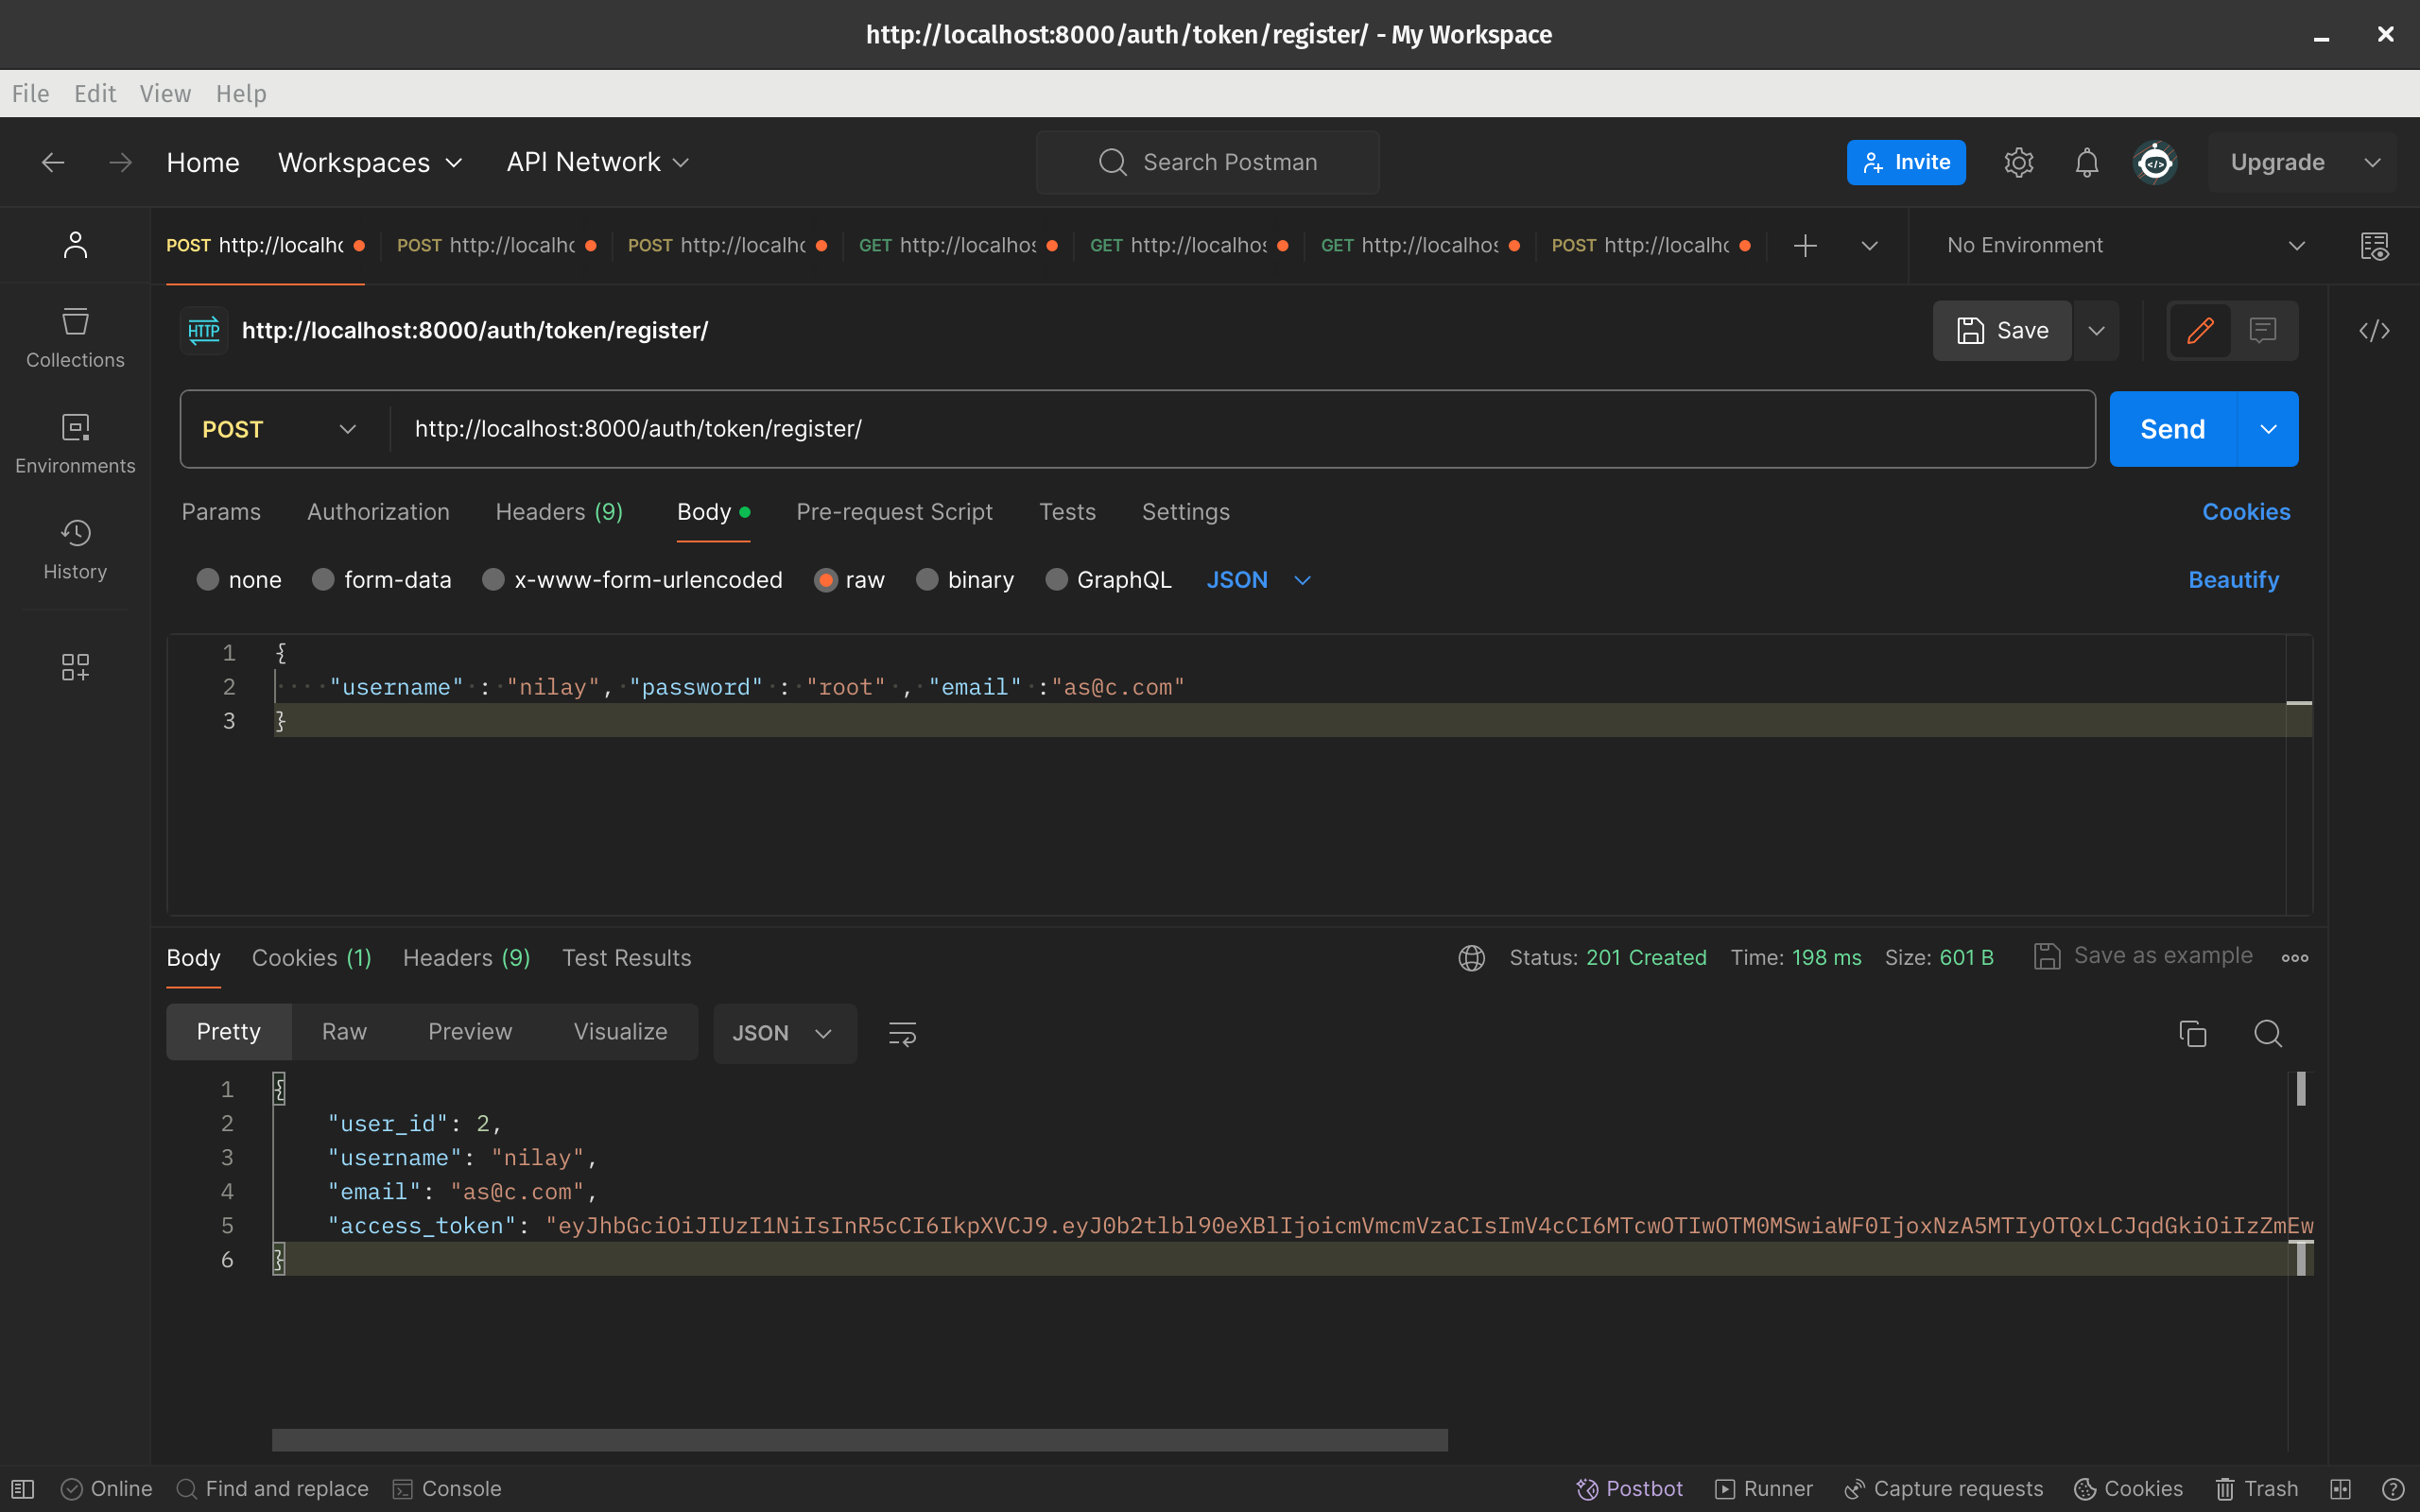 http://localhost:8000/auth/token/register/ - My Workspace
File Edit View Help
Home Workspaces API Network Search Postman Invite Upgrade
POST http://localhc POST http://localhc POST http://localhc GET http://localhos GET http://localhos GET http://localhos POST http://localhc No Environment
Collections
Environments
History
HTTP http://localhost:8000/auth/token/register/ Save
POST http://localhost:8000/auth/token/register/ Send
Params Authorization Headers (9) Body Pre-request Script Tests Settings Cookies
none form-data x-www-form-urlencoded raw binary GraphQL JSON Beautify
1 {
2 "username" : "nilay", "password" : "root" , "email" :"as@c.com"
3 }
Body Cookies (1) Headers (9) Test Results Status: 201 Created Time: 198 ms Size: 601 B Save as example
Pretty Raw Preview Visualize JSON
1 {
2 "user_id": 2,
3 "username": "nilay",
4 "email": "as@c.com",
5 "access_token": "eyJhbGciOiJIUzI1NiIsInR5cCI6IkpXVCJ9.eyJ0b2tlbl90eXBlIjoicmVmcmVzaCIsImV4cCI6MTcwOTIwOTM0MSwiaWF0IjoxNzA5MTIyOTQxLCJqdGkiOiIzZmEw
6 }
Online Find and replace Console Postbot Runner Capture requests Cookies Trash